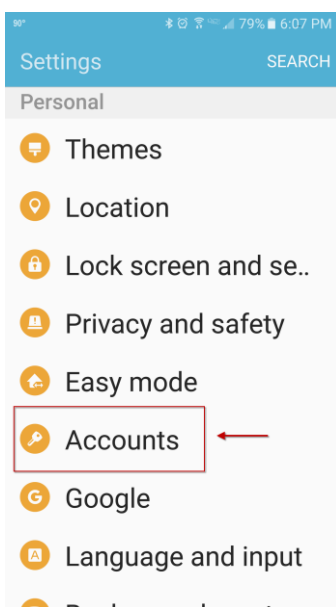 90° 79% 6:07 PM
Settings SEARCH
Personal
Themes
Location
Lock screen and se..
Privacy and safety
Easy mode
Accounts
G Google
A Language and input